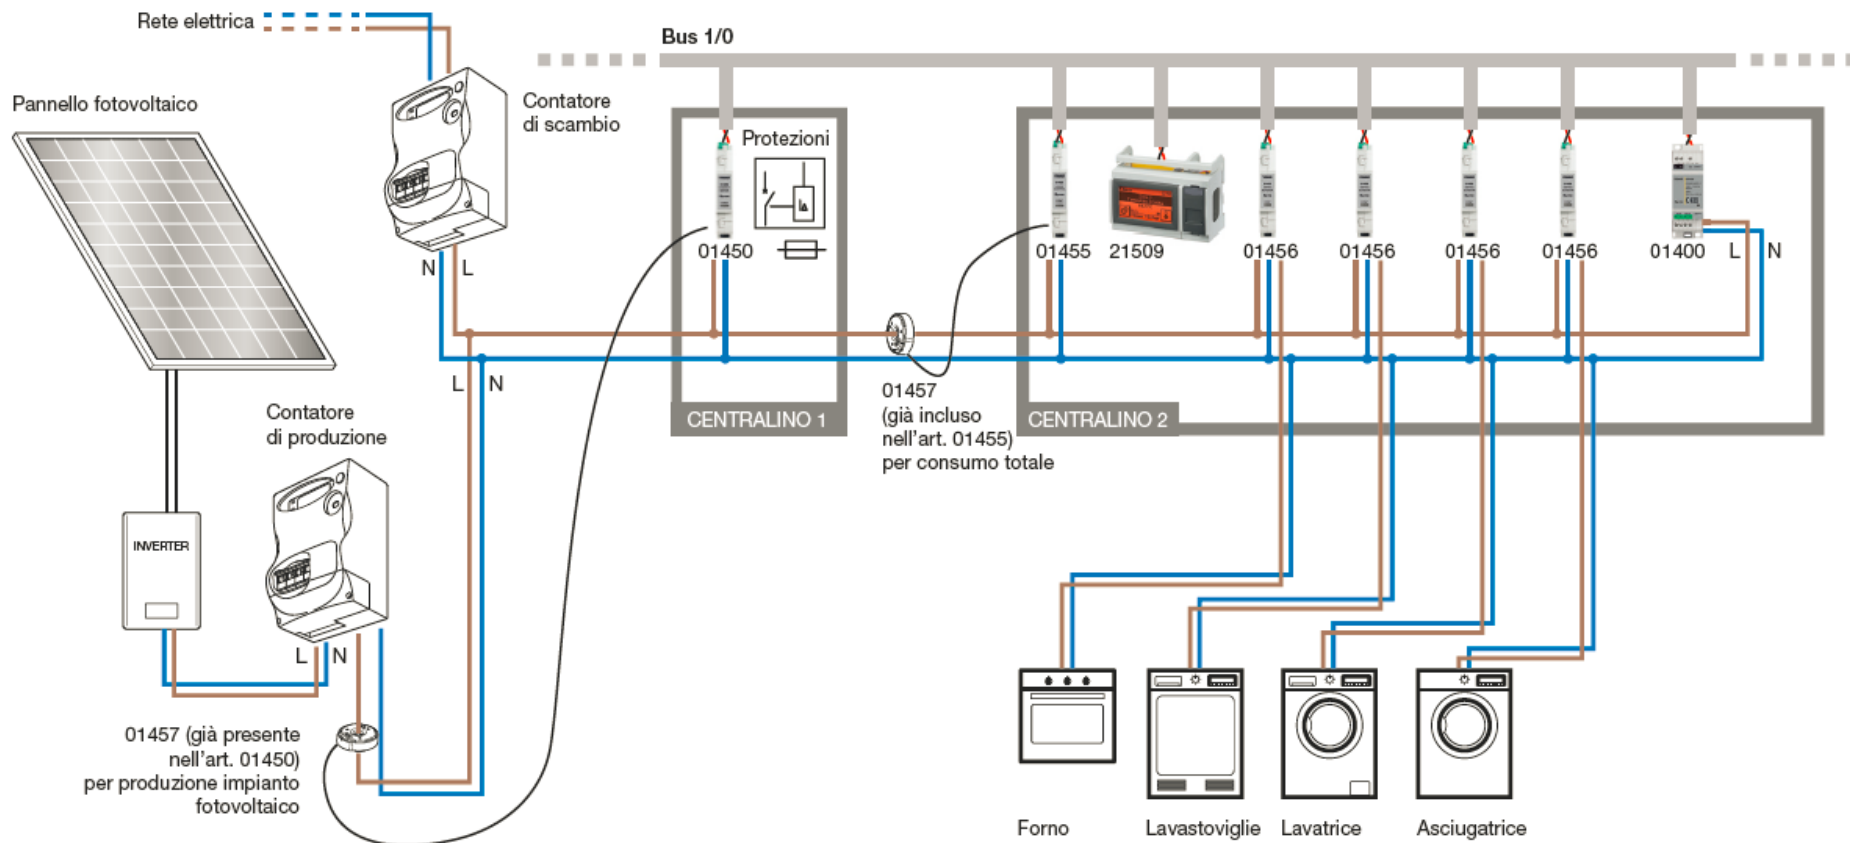 Rete elettrica
Bus 1/0
Pannello fotovoltaico
Contatore
di scambio
Protezioni
N L
01450
01455
21509
01456
01456
01456
01456
01400
L N
L N
CENTRALINO 1
01457
(già incluso
nell'art. 01455)
per consumo totale
CENTRALINO 2
Contatore
di produzione
INVERTER
L N
01457 (già presente
nell'art. 01450)
per produzione impianto
fotovoltaico
Forno
Lavastoviglie
Lavatrice
Asciugatrice